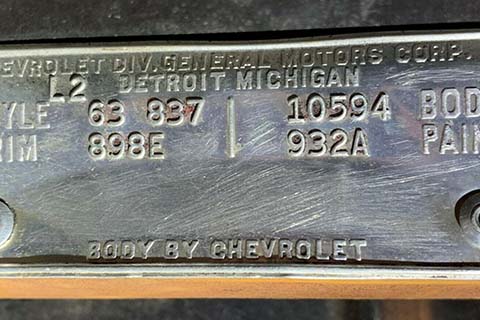 EVROLET DIV. GENERAL MOTORS CORP.
L2 DETROIT MICHIGAN
YLE 63 837 | 10594 BOD
RIM 898E 932A PAIN
BODY BY CHEVROLET